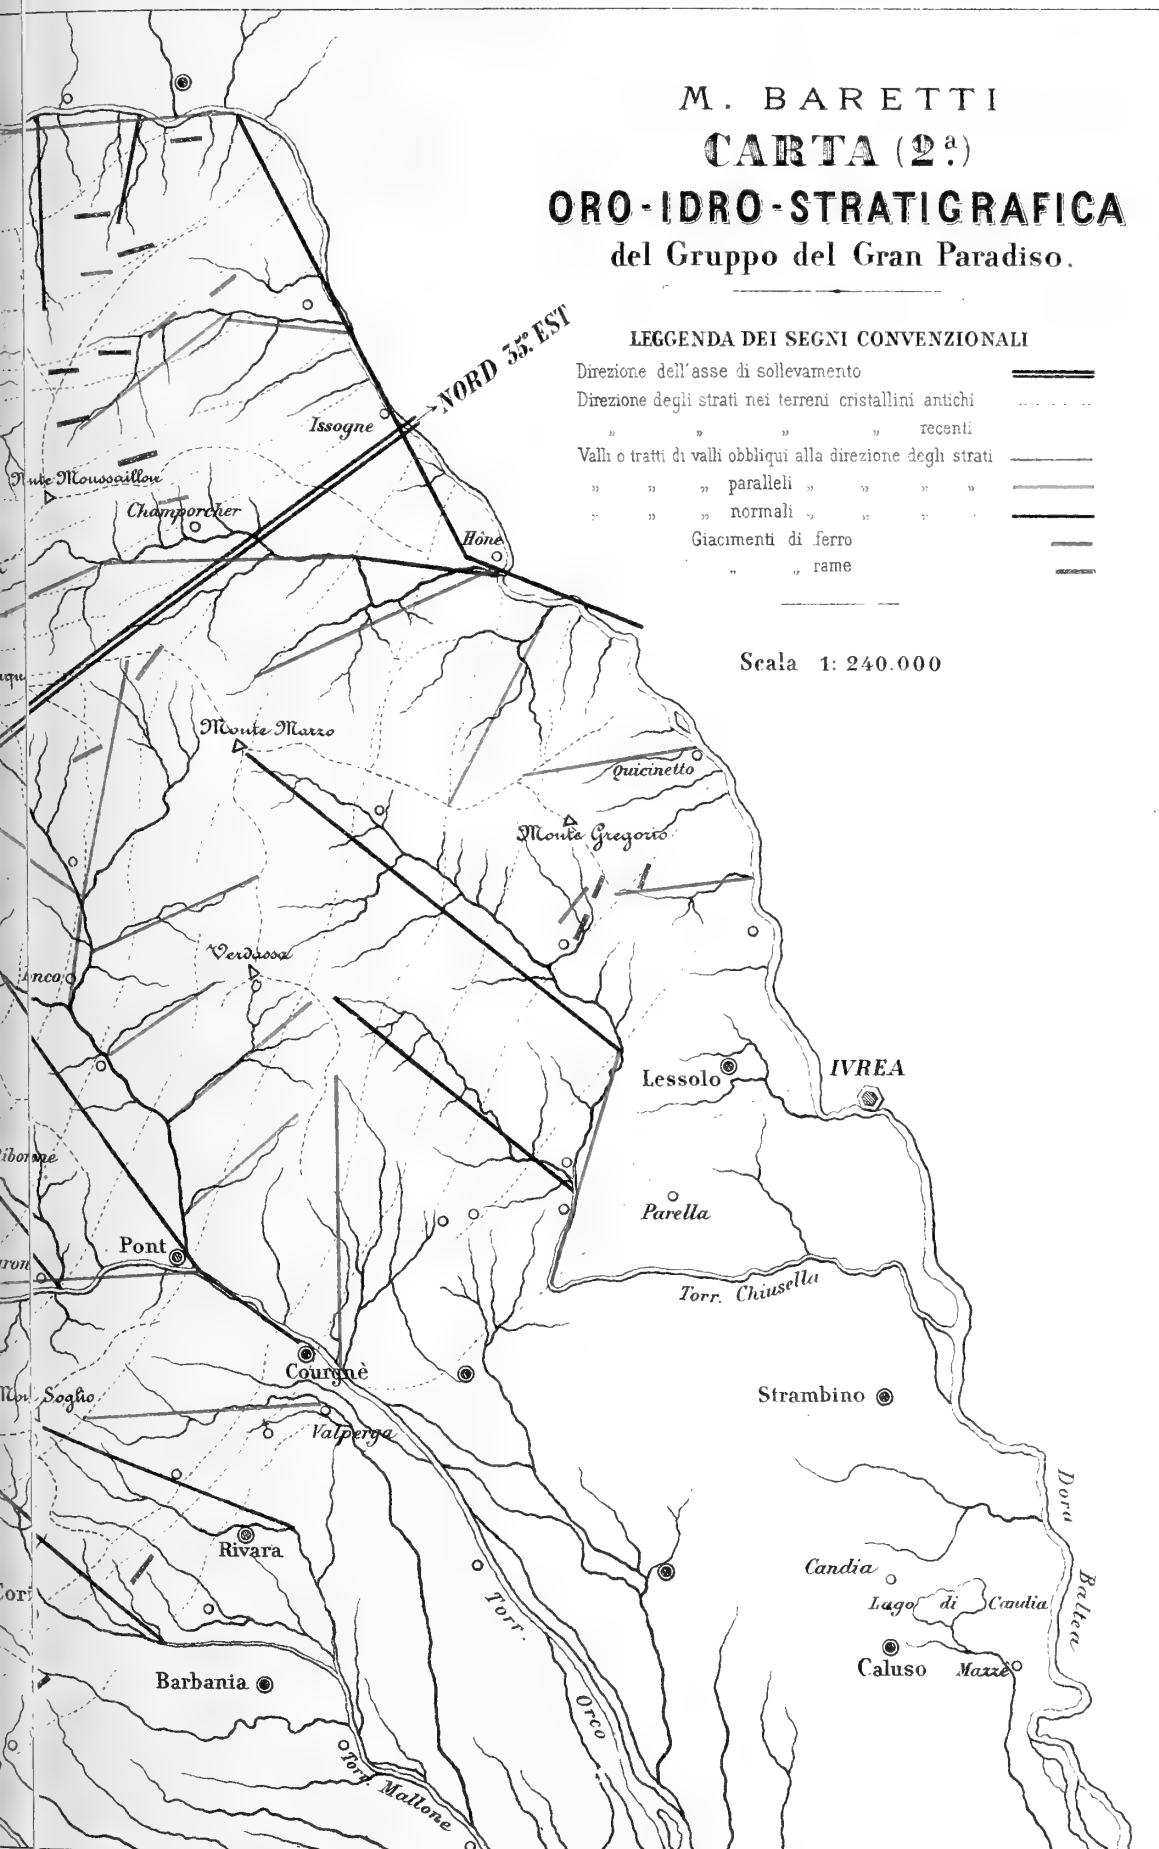 M. BARETTI
CARTA (2ª.)
ORO-IDRO-STRATIGRAFICA
del Gruppo del Gran Paradiso.
LEGGENDA DEI SEGNI CONVENZIONALI
Direzione dell'asse di sollevamento
Direzione degli strati nei terreni cristallini antichi
„ „ „ „ recenti
Valli o tratti di valli obbliqui alla direzione degli strati
„ „ „ paralleli „ „ „ „
„ „ „ normali „ „ „ „
Giacimenti di ferro
„ „ rame
Scala 1: 240.000
NORD 35º. EST
Issogne
Moussaillon
Champorcher
Hône
Monte Marzo
Quicinetto
Monte Gregorio
Verdassa
IVREA
Lessolo
Parella
Pont
Torr. Chiusella
Courgnè
Soglio
Strambino
Valperga
Dora
Baltea
Rivara
Candia
Lago di Candia
Torr.
Orco
Caluso
Mazzé
Barbania
Torr. Mallone